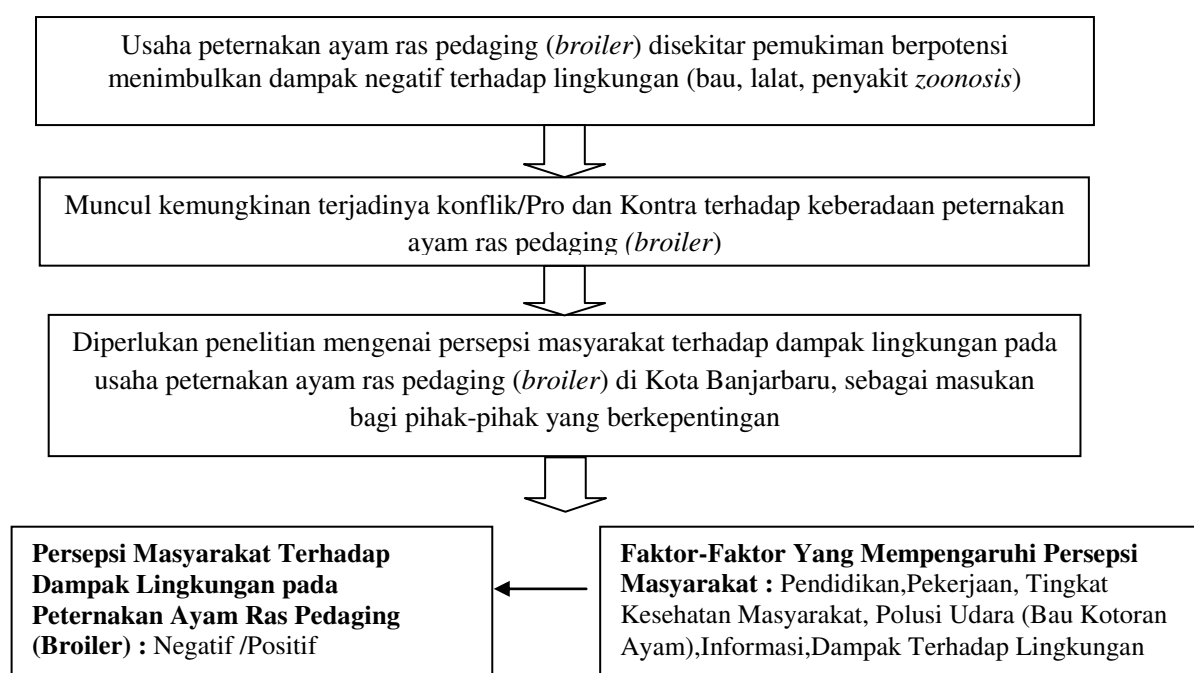 Usaha peternakan ayam ras pedaging (broiler) disekitar pemukiman berpotensi
menimbulkan dampak negatif terhadap lingkungan (bau, lalat, penyakit zoonosis)
Muncul kemungkinan terjadinya konflik/Pro dan Kontra terhadap keberadaan peternakan
ayam ras pedaging (broiler)
Diperlukan penelitian mengenai persepsi masyarakat terhadap dampak lingkungan pada
usaha peternakan ayam ras pedaging (broiler) di Kota Banjarbaru, sebagai masukan
bagi pihak-pihak yang berkepentingan
Persepsi Masyarakat Terhadap
Dampak Lingkungan pada
Peternakan Ayam Ras Pedaging
(Broiler) : Negatif /Positif
Faktor-Faktor Yang Mempengaruhi Persepsi
Masyarakat : Pendidikan,Pekerjaan, Tingkat
Kesehatan Masyarakat, Polusi Udara (Bau Kotoran
Ayam),Informasi,Dampak Terhadap Lingkungan